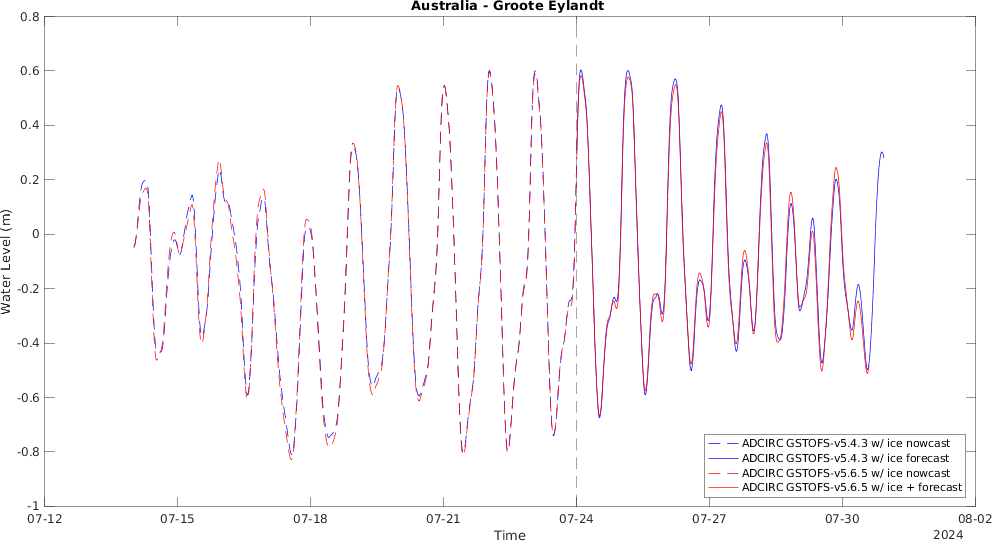 Australia - Groote Eylandt
0.8
0.6
0.4
0.2
0
-0.2
-0.4
-0.6
-0.8
-1
Water Level (m)
07-12
07-15
07-18
07-21
07-24
07-27
07-30
08-02
Time
2024
ADCIRC GSTOFS-v5.4.3 w/ ice nowcast
ADCIRC GSTOFS-v5.4.3 w/ ice forecast
ADCIRC GSTOFS-v5.6.5 w/ ice nowcast
ADCIRC GSTOFS-v5.6.5 w/ ice + forecast